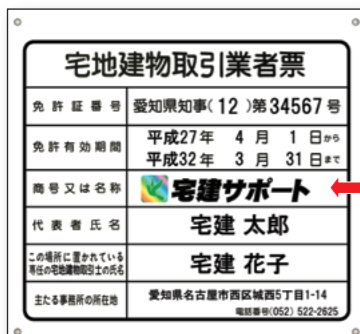 宅地建物取引業者票
免許証番号 愛知県知事(12)第34567号
免許有効期間 平成27年 4月 1日から
平成32年 3月 31日まで
商号又は名称 宅建サポート
代表者氏名 宅建 太郎
この場所に置かれている
専任の宅地建物取引士の氏名 宅建 花子
主たる事務所の所在地 愛知県名古屋市西区城西5丁目1-14
電話番号(052) 522-2625